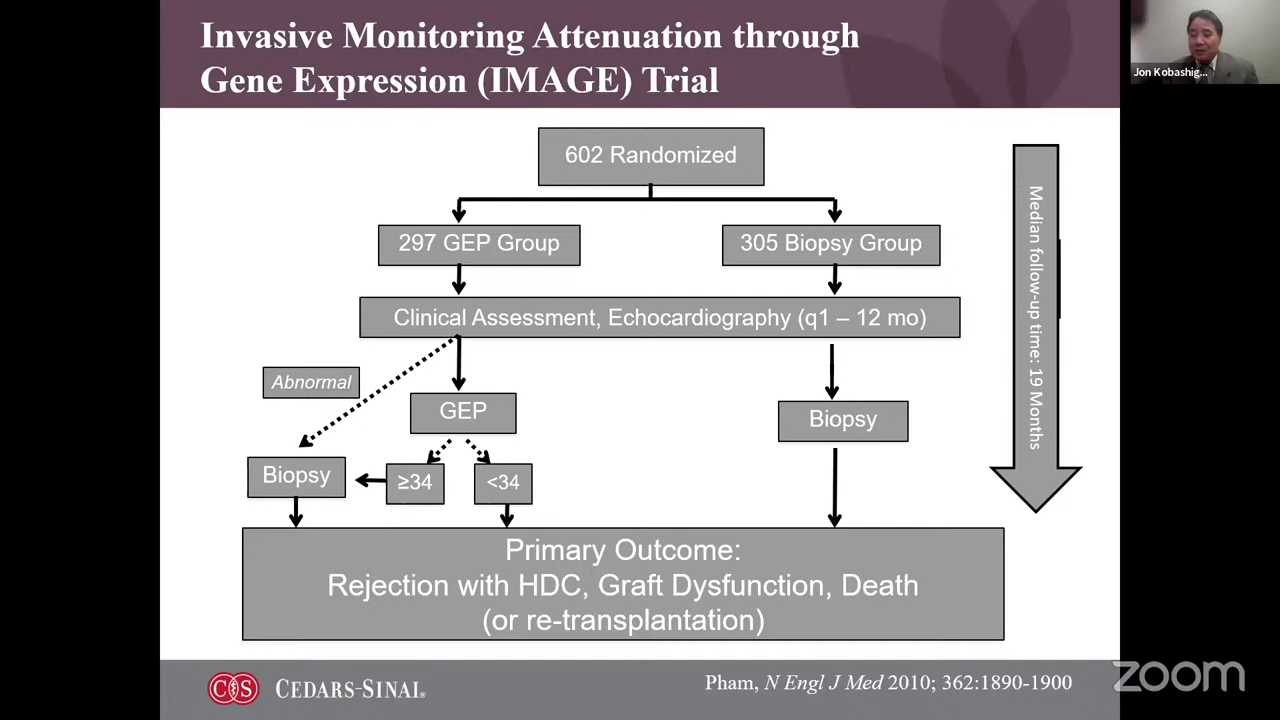 Invasive Monitoring Attenuation through
Gene Expression (IMAGE) Trial
Jon Kobashig...
602 Randomized
297 GEP Group
305 Biopsy Group
Clinical Assessment, Echocardiography (q1 – 12 mo)
Abnormal
GEP
Biopsy
Biopsy
≥34
<34
Median follow-up time: 19 Months
Primary Outcome:
Rejection with HDC, Graft Dysfunction, Death
(or re-transplantation)
CS
CEDARS-SINAI®
Pham, N Engl J Med 2010; 362:1890-1900
zoom